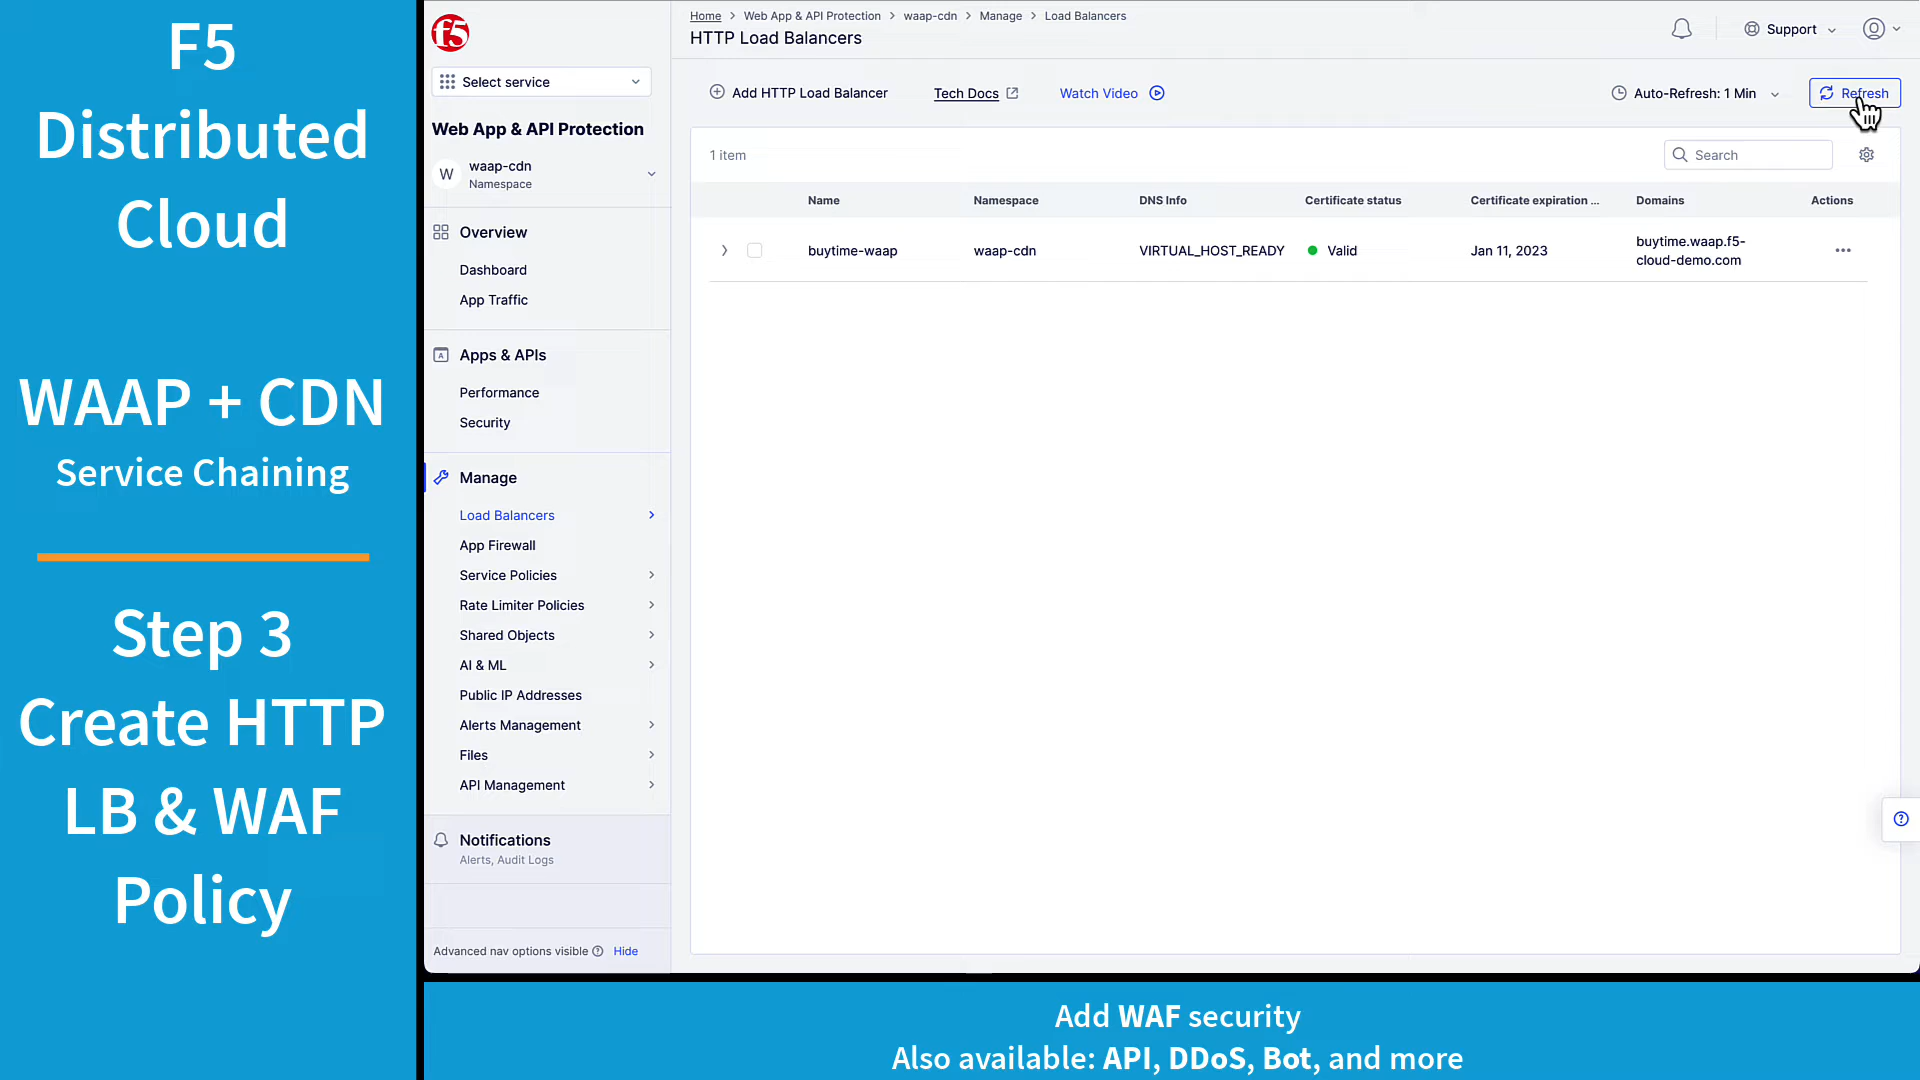 F5
Distributed
Cloud
WAAP + CDN
Service Chaining
Step 3
Create HTTP
LB & WAF
Policy
f5
Select service
Web App & API Protection
W
waap-cdn
Namespace
Overview
Dashboard
App Traffic
A
Apps & APIs
Performance
Security
Manage
Load Balancers
App Firewall
Service Policies
Rate Limiter Policies
Shared Objects
AI & ML
Public IP Addresses
Alerts Management
Files
API Management
Notifications
Alerts, Audit Logs
Advanced nav options visible ? Hide
Home > Web App & API Protection > waap-cdn > Manage > Load Balancers
HTTP Load Balancers
Support
Add HTTP Load Balancer Tech Docs Watch Video
Auto-Refresh: 1 Min Refresh
1 item
Search
Name Namespace DNS Info Certificate status Certificate expiration ... Domains Actions
buytime-waap waap-cdn VIRTUAL_HOST_READY Valid Jan 11, 2023 buytime.waap.f5-
cloud-demo.com
?
Add WAF security
Also available: API, DDoS, Bot, and more